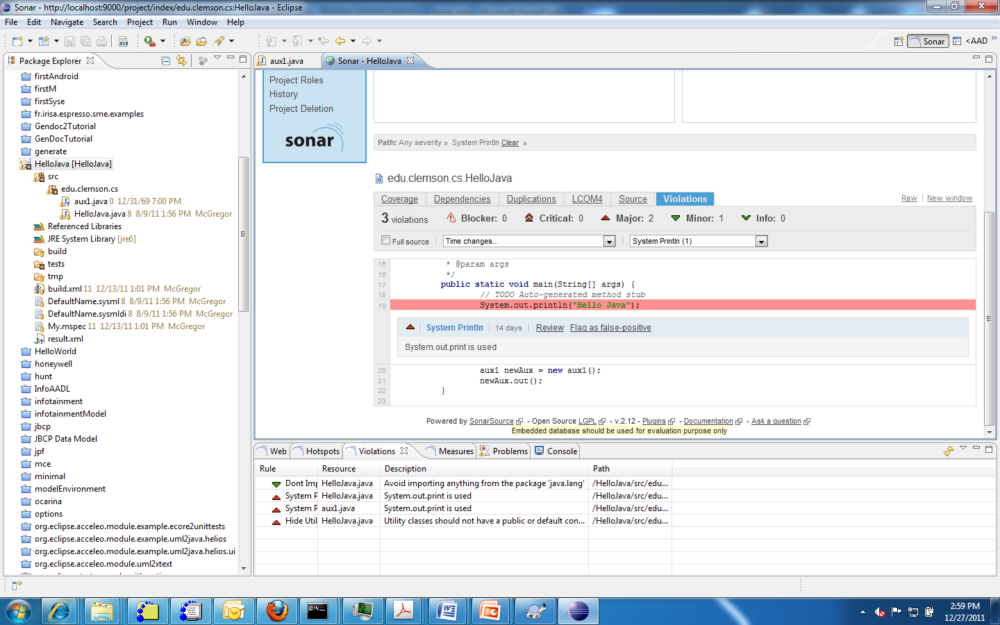 Sonar - http://localhost:9000/project/index/edu.clemson.cs:HelloJava - Eclipse
File Edit Navigate Search Project Run Window Help
010
Sonar <AAD
Package Explorer
aux1.java Sonar - HelloJava
firstAndroid
firstM
firstSyse
fr.irisa.espresso.sme.examples
Gendoc2Tutorial
GenDocTutorial
generate
HelloJava [HelloJava]
src
edu.clemson.cs
aux1.java 0 12/31/69 7:00 PM
HelloJava.java 8 8/9/11 1:56 PM McGregor
Referenced Libraries
JRE System Library [jre6]
build
tests
tmp
build.xml 11 12/13/11 1:01 PM McGregor
DefaultName.sysml 8 8/9/11 1:56 PM McGregor
DefaultName.sysmldi 8 8/9/11 1:56 PM McGregor
My.mspec 11 12/13/11 1:01 PM McGregor
result.xml
HelloWorld
honeywell
hunt
InfoAADL
infotainment
infotainmentModel
jbcp
JBCP Data Model
jpf
mce
minimal
modelEnvironment
ocarina
options
org.eclipse.acceleo.module.example.ecore2unittests
org.eclipse.acceleo.module.example.uml2java.helios
org.eclipse.acceleo.module.example.uml2java.helios.ui
org.eclipse.acceleo.module.uml2xtext
Project Roles
History
Project Deletion
sonar
Path: Any severity » System Println Clear »
edu.clemson.cs.HelloJava
Coverage Dependencies Duplications LCOM4 Source Violations Raw New window
3 violations Blocker: 0 Critical: 0 Major: 2 Minor: 1 Info: 0
Full source Time changes... System Println (1)
15 * @param args
16 */
17 public static void main(String[] args) {
18 // TODO Auto-generated method stub
19 System.out.println("Hello Java");
System Println 14 days Review Flag as false-positive
System.out.print is used
20 aux1 newAux = new aux1();
21 newAux.out();
22 }
23
Powered by SonarSource - Open Source LGPL - v.2.12 - Plugins - Documentation - Ask a question
Embedded database should be used for evaluation purpose only
Web Hotspots Violations Measures Problems Console
Rule Resource Description Path
Dont Imp HelloJava.java Avoid importing anything from the package 'java.lang' /HelloJava/src/edu...
System P HelloJava.java System.out.print is used /HelloJava/src/edu...
System P aux1.java System.out.print is used /HelloJava/src/edu...
Hide Util HelloJava.java Utility classes should not have a public or default con... /HelloJava/src/edu...
2:59 PM
12/27/2011